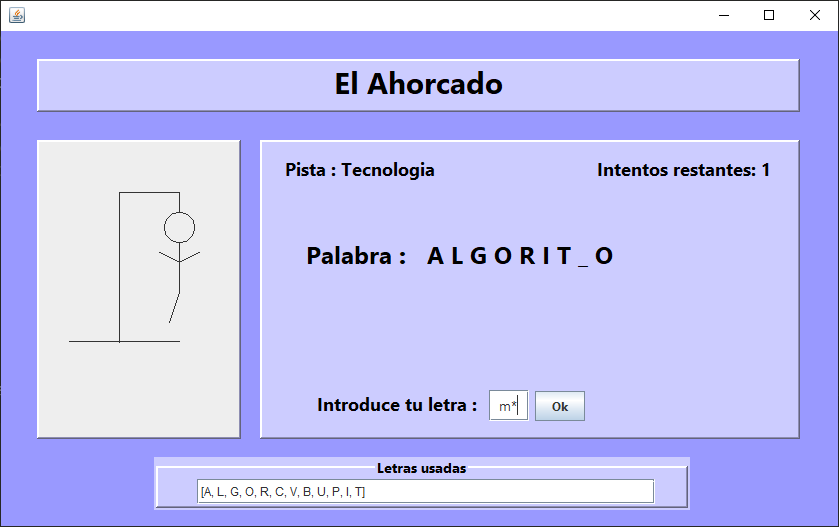 El Ahorcado
Pista : Tecnologia
Intentos restantes: 1
Palabra : A L G O R I T _ O
Introduce tu letra : m* Ok
Letras usadas
[A, L, G, O, R, C, V, B, U, P, I, T]